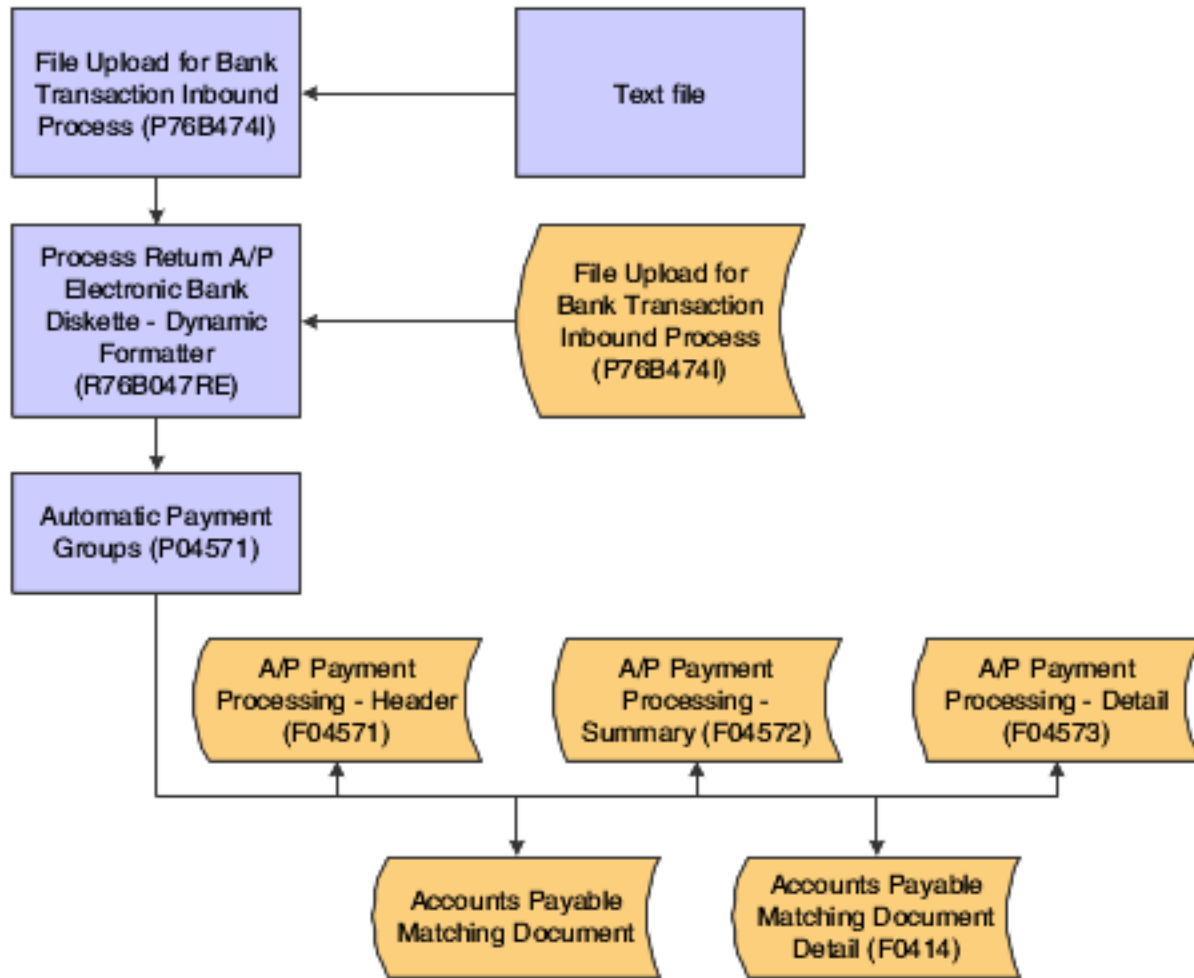 File Upload for Bank
Transaction Inbound
Process (P76B474I)
Text file
Process Return A/P
Electronic Bank
Diskette - Dynamic
Formatter
(R76B047RE)
File Upload for
Bank Transaction
Inbound Process
(P76B474I)
Automatic Payment
Groups (P04571)
A/P Payment
Processing - Header
(F04571)
A/P Payment
Processing -
Summary (F04572)
A/P Payment
Processing - Detail
(F04573)
Accounts Payable
Matching Document
Accounts Payable
Matching Document
Detail (F0414)